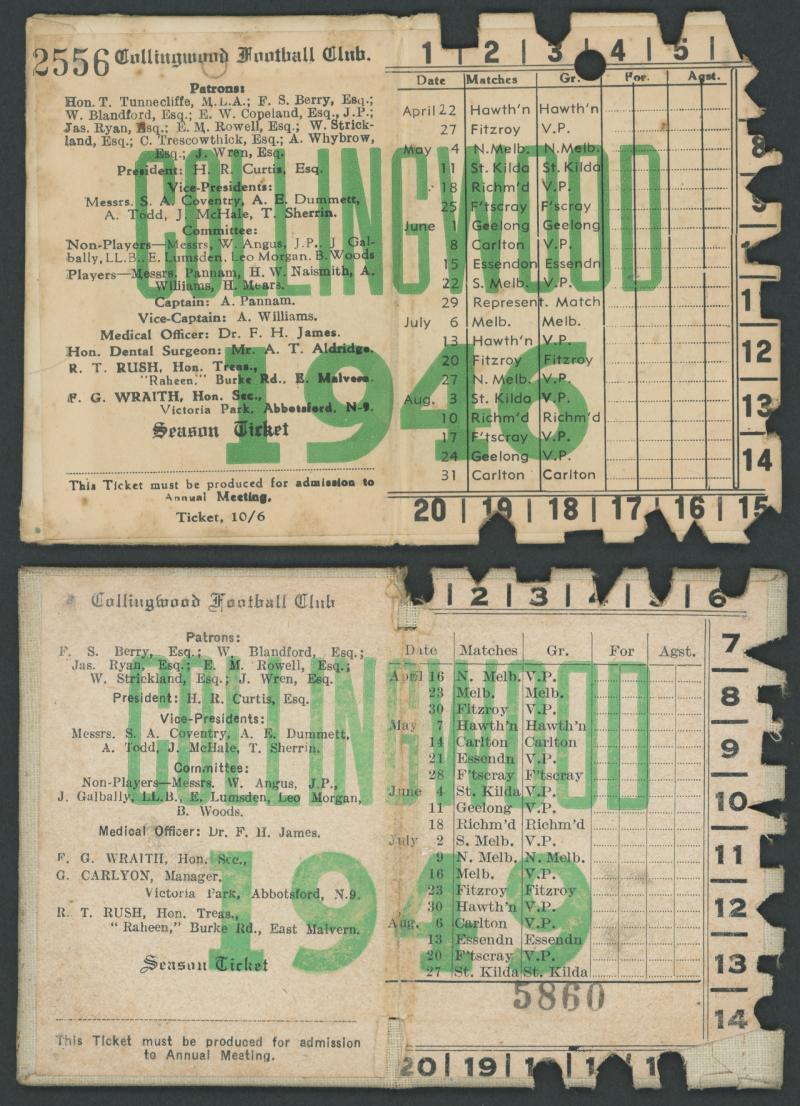 2556 Collingwood Football Club.
Patrons:
Hon. T. Tunnecliffe, M.L.A.; F. S. Berry, Esq.;
W. Blandford, Esq.; E. W. Copeland, Esq., J.P.;
Jas. Ryan, Esq.; E. M. Rowell, Esq.; W. Strick-
land, Esq.; C. Trescowthick, Esq.; A. Whybrow,
Esq.; J. Wren, Esq.
President: H. R. Curtis, Esq.
Vice-Presidents:
Messrs. S. A. Coventry, A. E. Dummett,
A. Todd, J. McHale, T. Sherrin.
Committee:
Non-Players—Messrs. W. Angus, J.P., J Gal-
bally, LL.B., E. Lumsden, Leo Morgan. B. Woods
Players—Messrs. Pannam, H. W. Naismith, A.
Williams, H. Mears.
Captain: A. Pannam.
Vice-Captain: A. Williams.
Medical Officer: Dr. F. H. James.
Hon. Dental Surgeon: Mr. A. T. Aldridge.
R. T. RUSH, Hon. Treas.,
"Raheen," Burke Rd., E. Malvern.
F. G. WRAITH, Hon. Sec.,
Victoria Park, Abbotsford, N.9.
Season Ticket
This Ticket must be produced for admission to
Annual Meeting.
Ticket, 10/6
COLLINGWOOD
1946
1 | 2 | 3 | 4 | 5 |
Date Matches Gr. For. Agst.
April 22 Hawth'n Hawth'n
27 Fitzroy V.P.
May 4 N.Melb. N.Melb.
11 St. Kilda St. Kilda
18 Richm'd V.P.
25 F'tscray F'scray
June 1 Geelong Geelong
8 Carlton V.P.
15 Essendon Essendn
22 S. Melb. V.P.
29 Represent. Match
July 6 Melb. Melb.
13 Hawth'n V.P.
20 Fitzroy Fitzroy
27 N. Melb. V.P.
Aug. 3 St. Kilda V.P.
10 Richm'd Richm'd
17 F'tscray V.P.
24 Geelong V.P.
31 Carlton Carlton
8
12
13
14
20 | 19 | 18 | 17 | 16 | 15
Collingwood Football Club
Patrons:
F. S. Berry, Esq.; W. Blandford, Esq.;
Jas. Ryan, Esq.; E. M. Rowell, Esq.;
W. Strickland, Esq.; J. Wren, Esq.
President: H. R. Curtis, Esq.
Vice-Presidents:
Messrs. S. A. Coventry, A. E. Dummett,
A. Todd, J. McHale, T. Sherrin.
Committee:
Non-Players—Messrs. W. Angus, J.P.,
J. Galbally, LL.B., E. Lumsden, Leo Morgan,
B. Woods.
Medical Officer: Dr. F. H. James.
F. G. WRAITH, Hon. Sec.,
G. CARLYON, Manager.
Victoria Park, Abbotsford, N.9.
R. T. RUSH, Hon. Treas.,
"Raheen," Burke Rd., East Malvern.
Season Ticket
This Ticket must be produced for admission
to Annual Meeting.
COLLINGWOOD
1949
| 2 | 3 | 4 | 5 | 6
Date Matches Gr. For Agst.
April 16 N. Melb. V.P.
23 Melb. Melb.
30 Fitzroy V.P.
May 7 Hawth'n Hawth'n
14 Carlton Carlton
21 Essendn V.P.
28 F'tscray F'tscray
June 4 St. Kilda V.P.
11 Geelong V.P.
18 Richm'd Richm'd
July 2 S. Melb. V.P.
9 N. Melb. N. Melb.
16 Melb. V.P.
23 Fitzroy Fitzroy
30 Hawth'n V.P.
Aug. 6 Carlton V.P.
13 Essendn Essendn
20 F'tscray V.P.
27 St. Kilda St. Kilda
5860
7
8
9
10
11
12
13
14
20 | 19 |